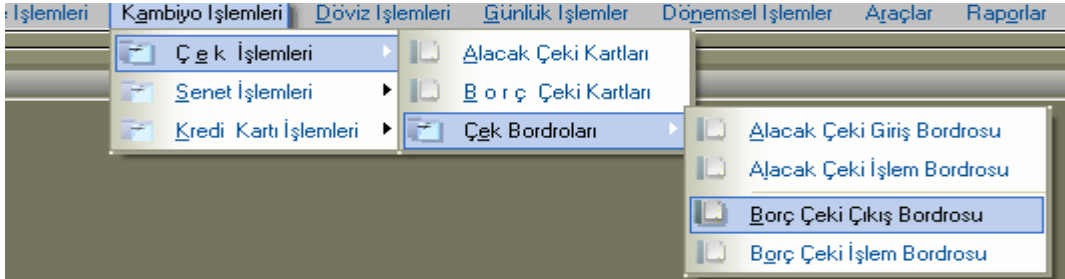 İşlemleri Kambiyo İşlemleri Döviz İşlemleri Günlük İşlemler Dönemsel İşlemler Araçlar Raporlar
Çek İşlemleri
Senet İşlemleri
Kredi Kartı İşlemleri
Alacak Çeki Kartları
Borç Çeki Kartları
Çek Bordroları
Alacak Çeki Giriş Bordrosu
Alacak Çeki İşlem Bordrosu
Borç Çeki Çıkış Bordrosu
Borç Çeki İşlem Bordrosu